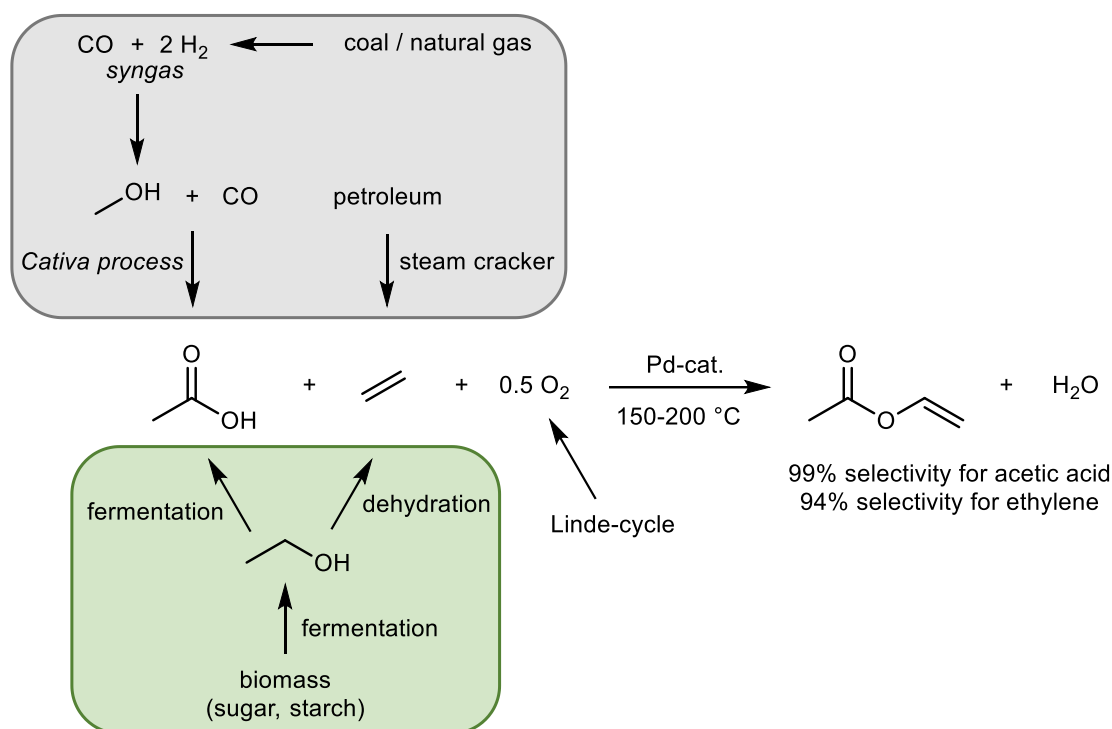 CO + 2 H2 coal / natural gas
syngas
OH + CO petroleum
Cativa process steam cracker
O O
+ + 0.5 O2 Pd-cat. + H2O
OH 150-200 °C O
99% selectivity for acetic acid
94% selectivity for ethylene
fermentation dehydration
Linde-cycle
OH
fermentation
biomass
(sugar, starch)